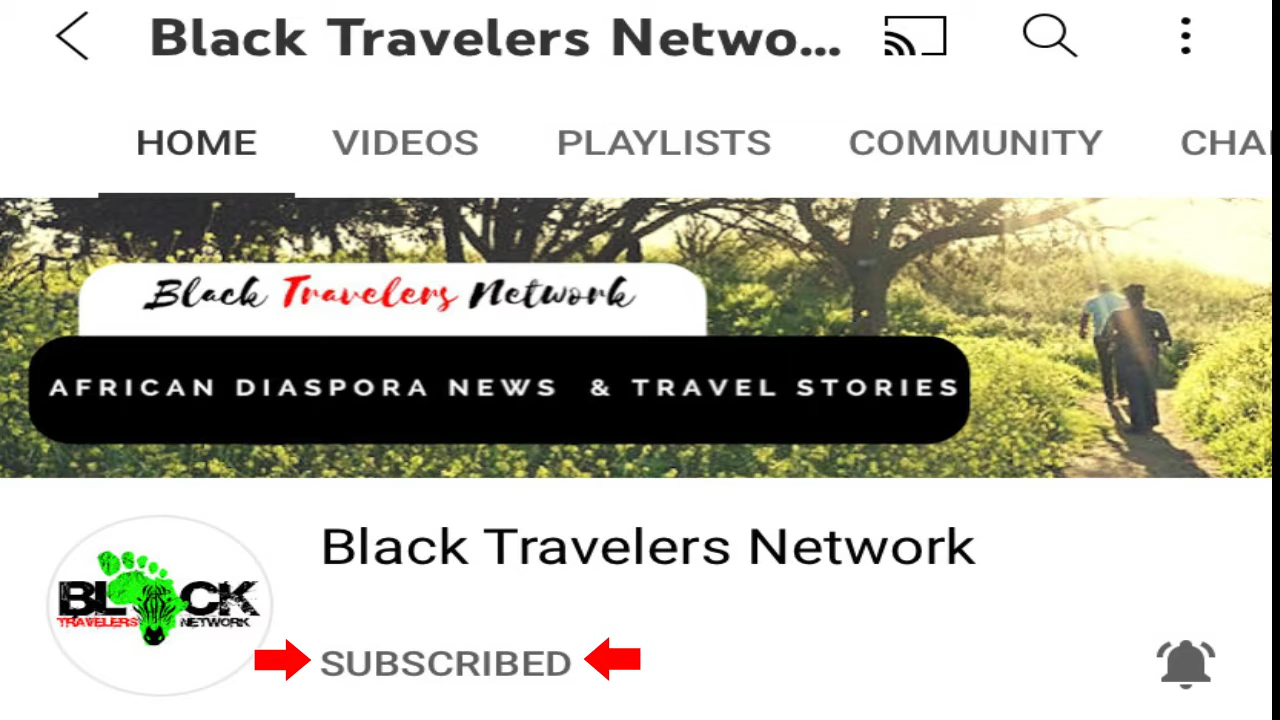 Black Travelers Netwo...
HOME VIDEOS PLAYLISTS COMMUNITY CHA
Black Travelers Network
AFRICAN DIASPORA NEWS & TRAVEL STORIES
Black Travelers Network
BLACK
TRAVELERS NETWORK
SUBSCRIBED